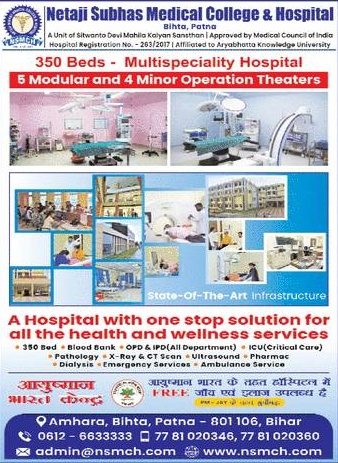 Netaji Subhas Medical College & Hospital
Bihta, Patna
A Unit of Sitwanto Devi Mahila Kalyan Sansthan | Approved by Medical Council of India
Hospital Registration No. - 263/2017 | Affiliated to Aryabhatta Knowledge University
NSMCH
350 Beds - Multispeciality Hospital
5 Modular and 4 Minor Operation Theaters
State-Of-The-Art infrastructure
A Hospital with one stop solution for
all the health and wellness services
• 350 Bed • Blood Bank • OPD & IPD(All Department) • ICU(Critical Care)
• Pathology • X-Ray & CT Scan • Ultrasound • Pharmac
• Dialysis • Emergency Services • Ambulance Service
आयुष्मान
भारत केन्द्र
आयुष्मान भारत के तहत हॉस्पिटल में
FREE जाँच एवं इलाज उपलब्ध है
Amhara, Bihta, Patna - 801 106, Bihar
0612 - 6633333 77 81 020346, 77 81 020360
admin@nsmch.com www.nsmch.com